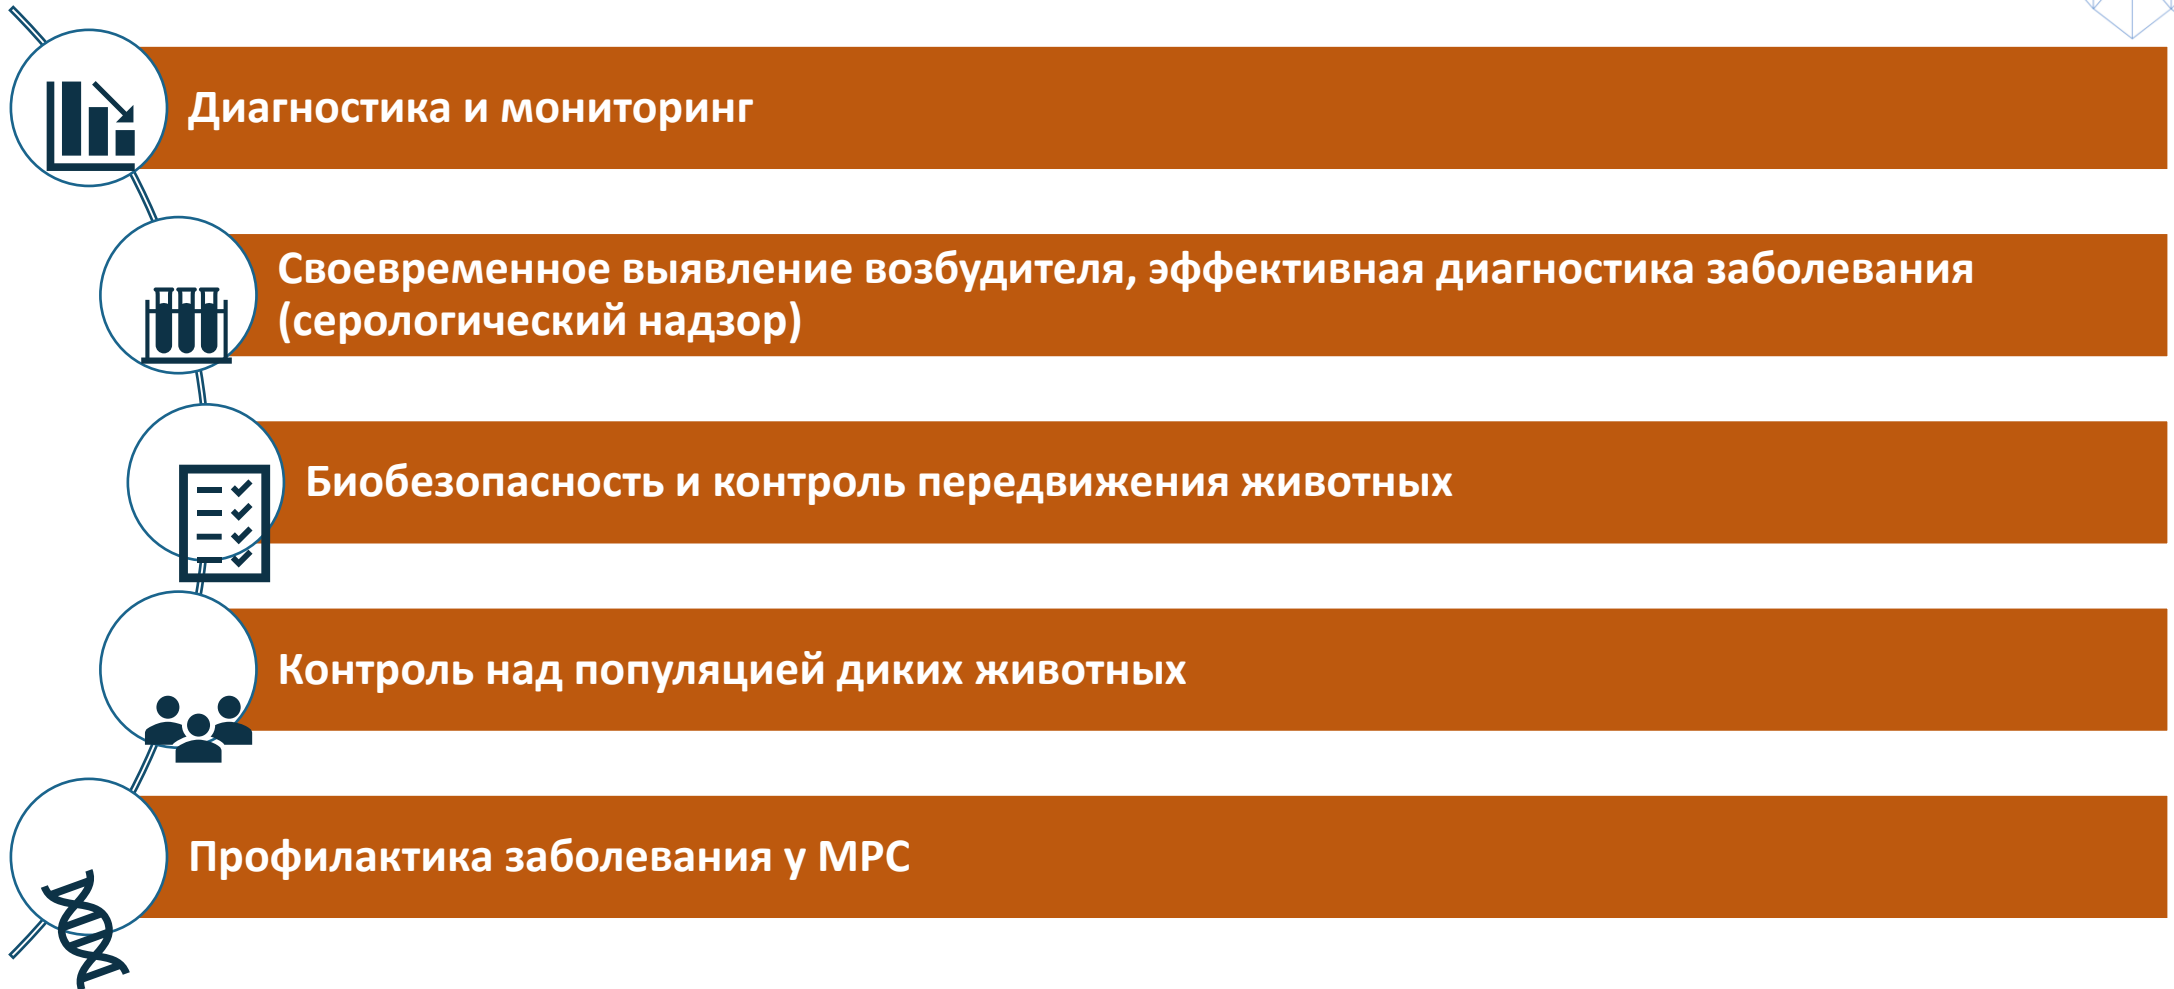 Диагностика и мониторинг
Своевременное выявление возбудителя, эффективная диагностика заболевания
(серологический надзор)
Биобезопасность и контроль передвижения животных
Контроль над популяцией диких животных
Профилактика заболевания у МРС